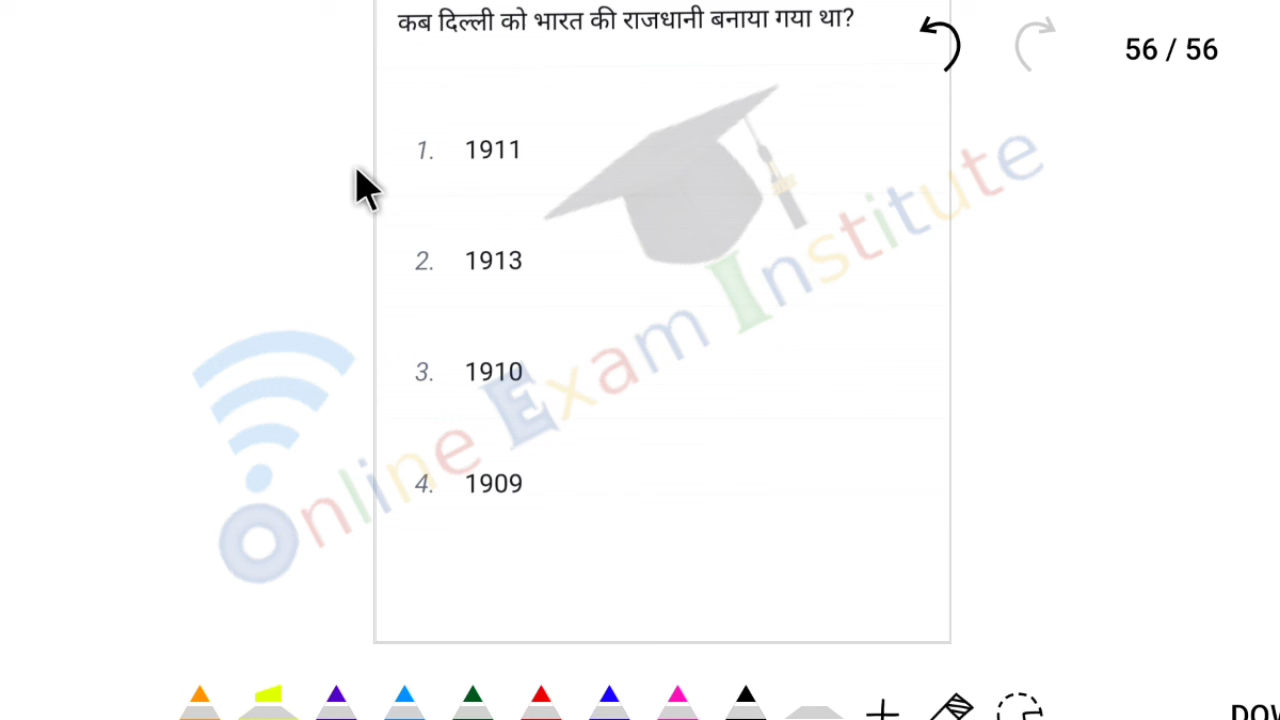 कब दिल्ली को भारत की राजधानी बनाया गया था?
56 / 56
1. 1911
2. 1913
3. 1910
4. 1909
Online Exam Institute